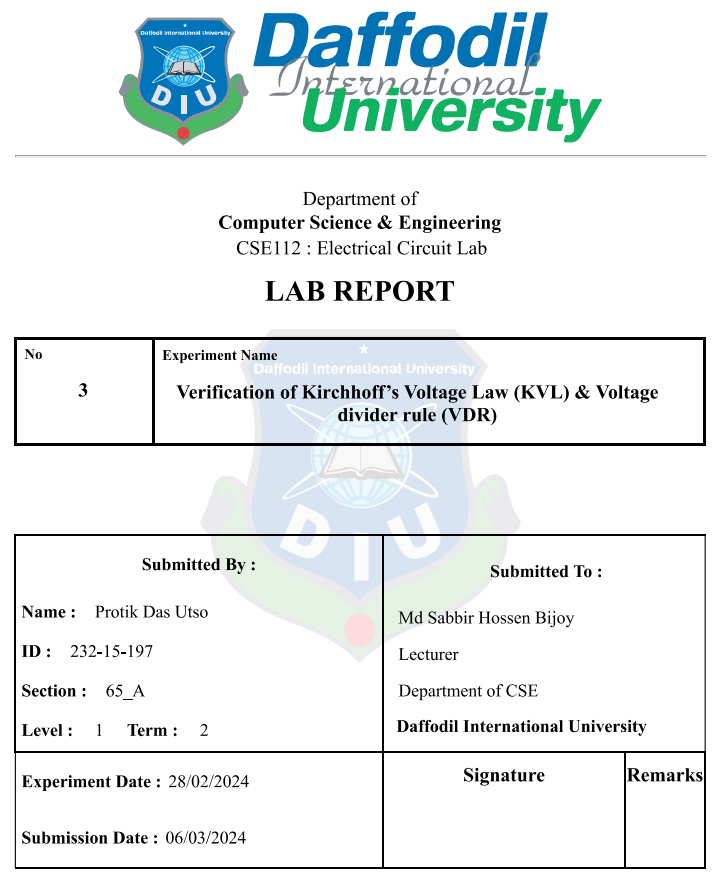 Daffodil International University
DIU
Daffodil
International
University
Department of
Computer Science & Engineering
CSE112 : Electrical Circuit Lab
LAB REPORT
No
3
Experiment Name
Verification of Kirchhoff’s Voltage Law (KVL) & Voltage
divider rule (VDR)
Daffodil International University
DIU
Submitted By :
Name : Protik Das Utso
ID : 232-15-197
Section : 65_A
Level : 1 Term : 2
Submitted To :
Md Sabbir Hossen Bijoy
Lecturer
Department of CSE
Daffodil International University
Experiment Date : 28/02/2024
Submission Date : 06/03/2024
Signature
Remarks